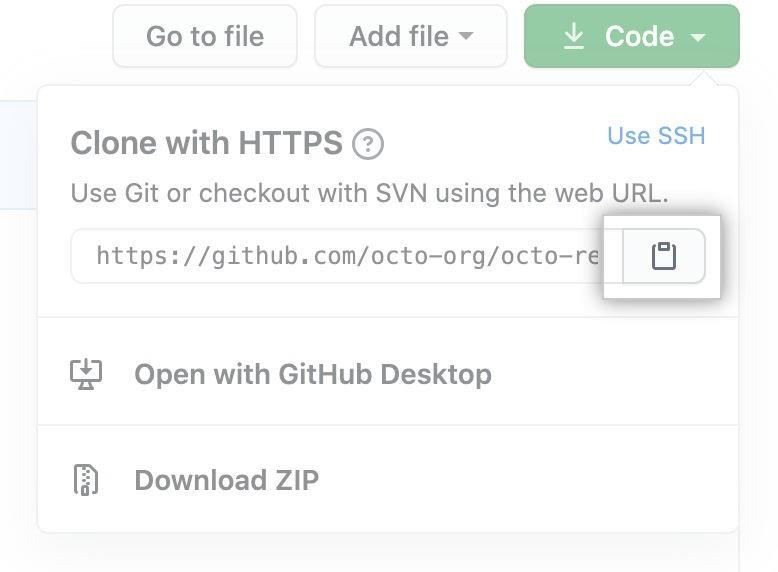 Go to file
Add file
Code
Clone with HTTPS ?
Use SSH
Use Git or checkout with SVN using the web URL.
https://github.com/octo-org/octo-re
Open with GitHub Desktop
Download ZIP